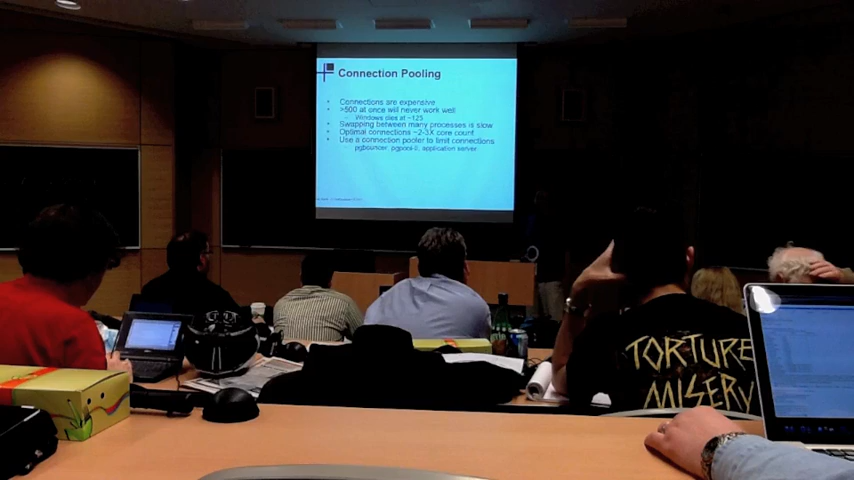 Connection Pooling
• Connections are expensive
• >500 at once will never work well
– Windows dies at ~125
• Swapping between many processes is slow
• Optimal connections ~2-3X core count
• Use a connection pooler to limit connections
– pgbouncer, pgpool-II, application server
TORTURE
MISERY